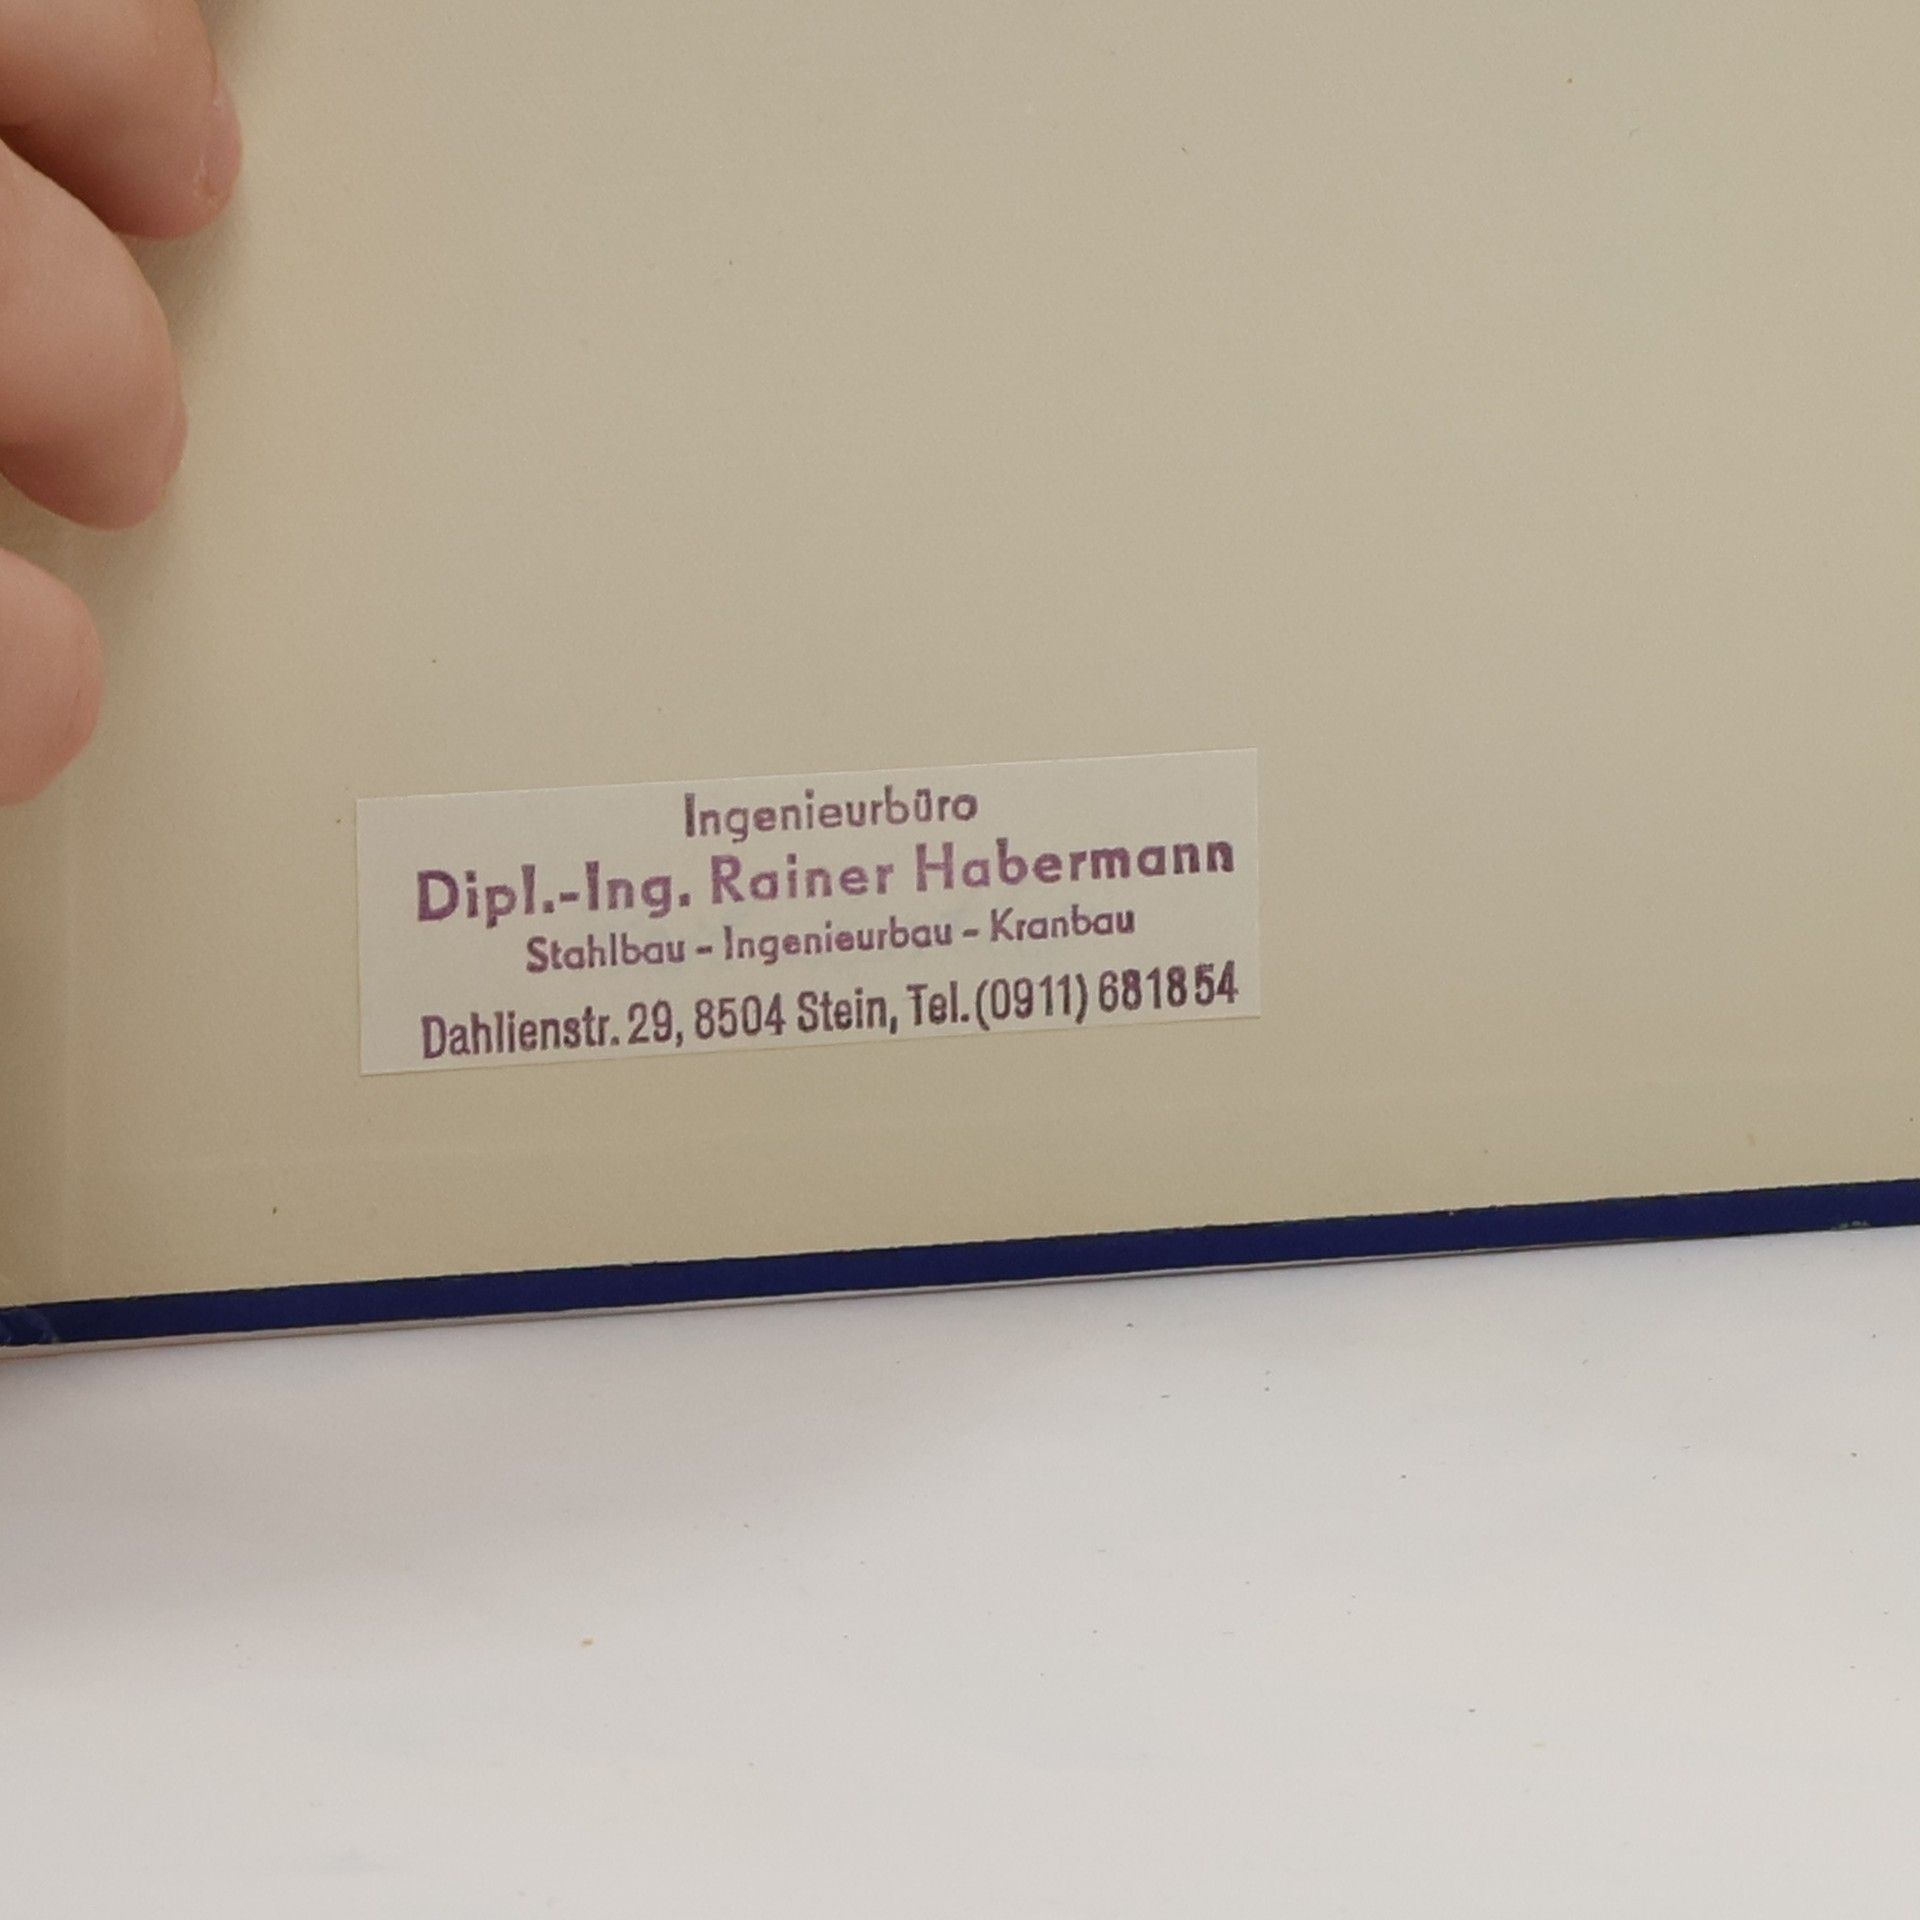 Ingenieurbüro
Dipl.-Ing. Rainer Habermann
Stahlbau - Ingenieurbau - Kranbau
Dahlienstr. 29, 8504 Stein, Tel. (0911) 681854